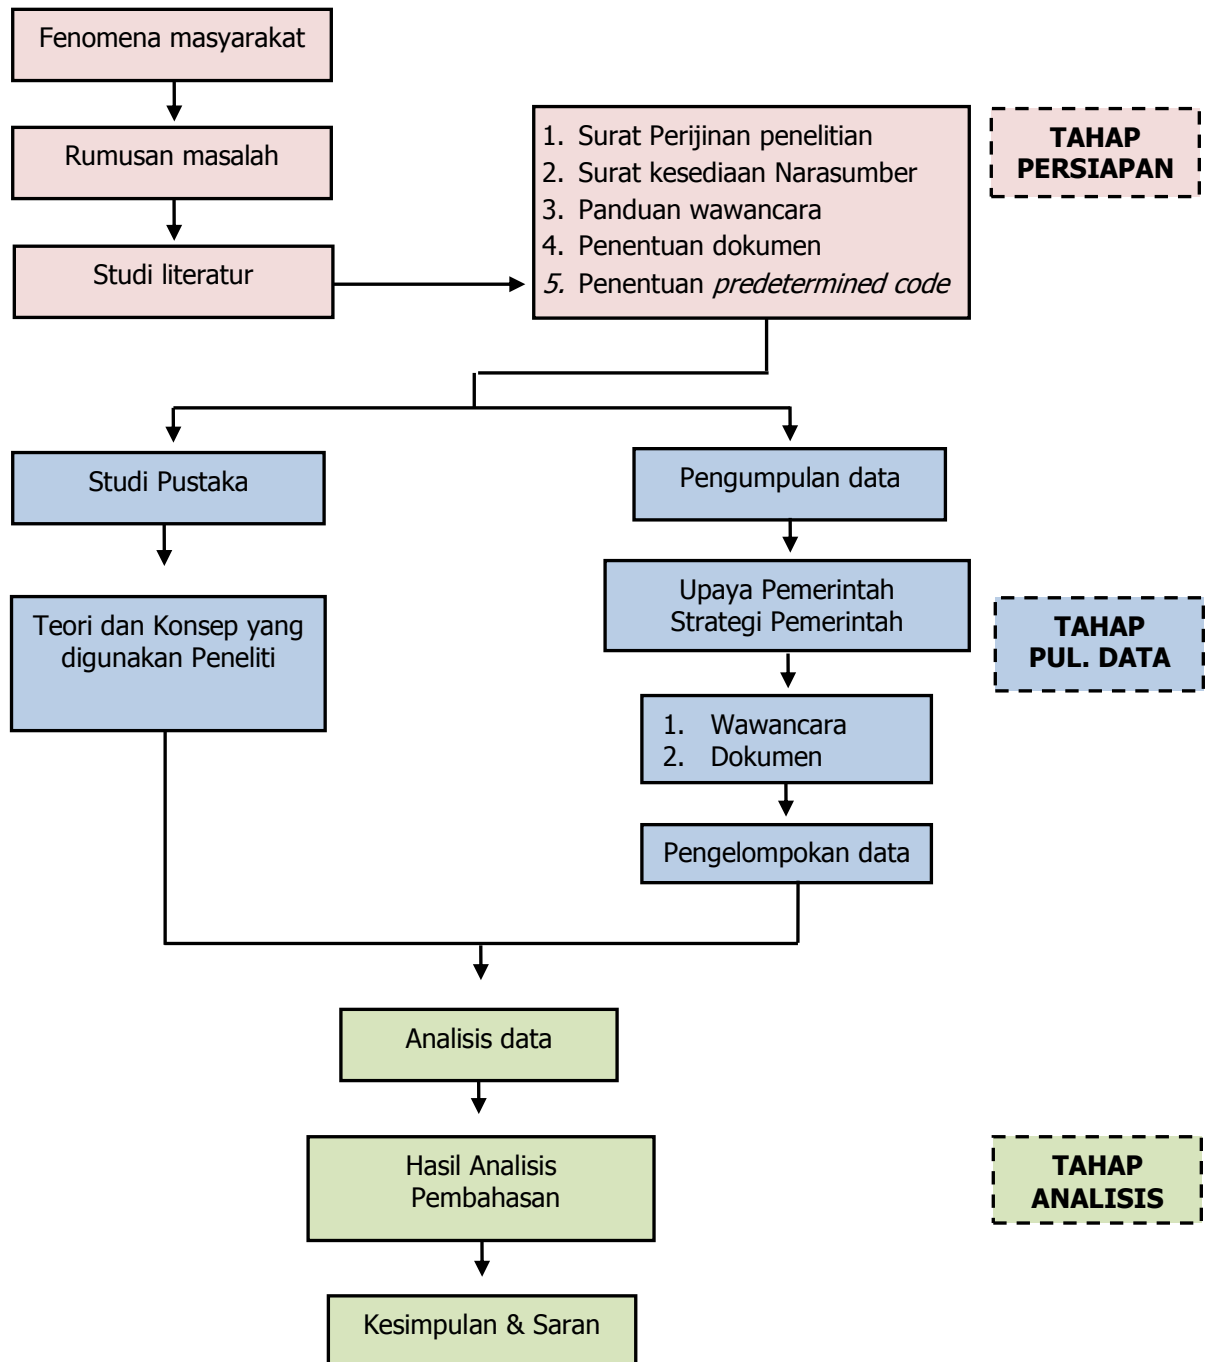 Fenomena masyarakat
Rumusan masalah
Studi literatur
1. Surat Perijinan penelitian
2. Surat kesediaan Narasumber
3. Panduan wawancara
4. Penentuan dokumen
5. Penentuan predetermined code
TAHAP
PERSIAPAN
Studi Pustaka
Teori dan Konsep yang
digunakan Peneliti
Pengumpulan data
Upaya Pemerintah
Strategi Pemerintah
1. Wawancara
2. Dokumen
Pengelompokan data
TAHAP
PUL. DATA
Analisis data
Hasil Analisis
Pembahasan
Kesimpulan & Saran
TAHAP
ANALISIS